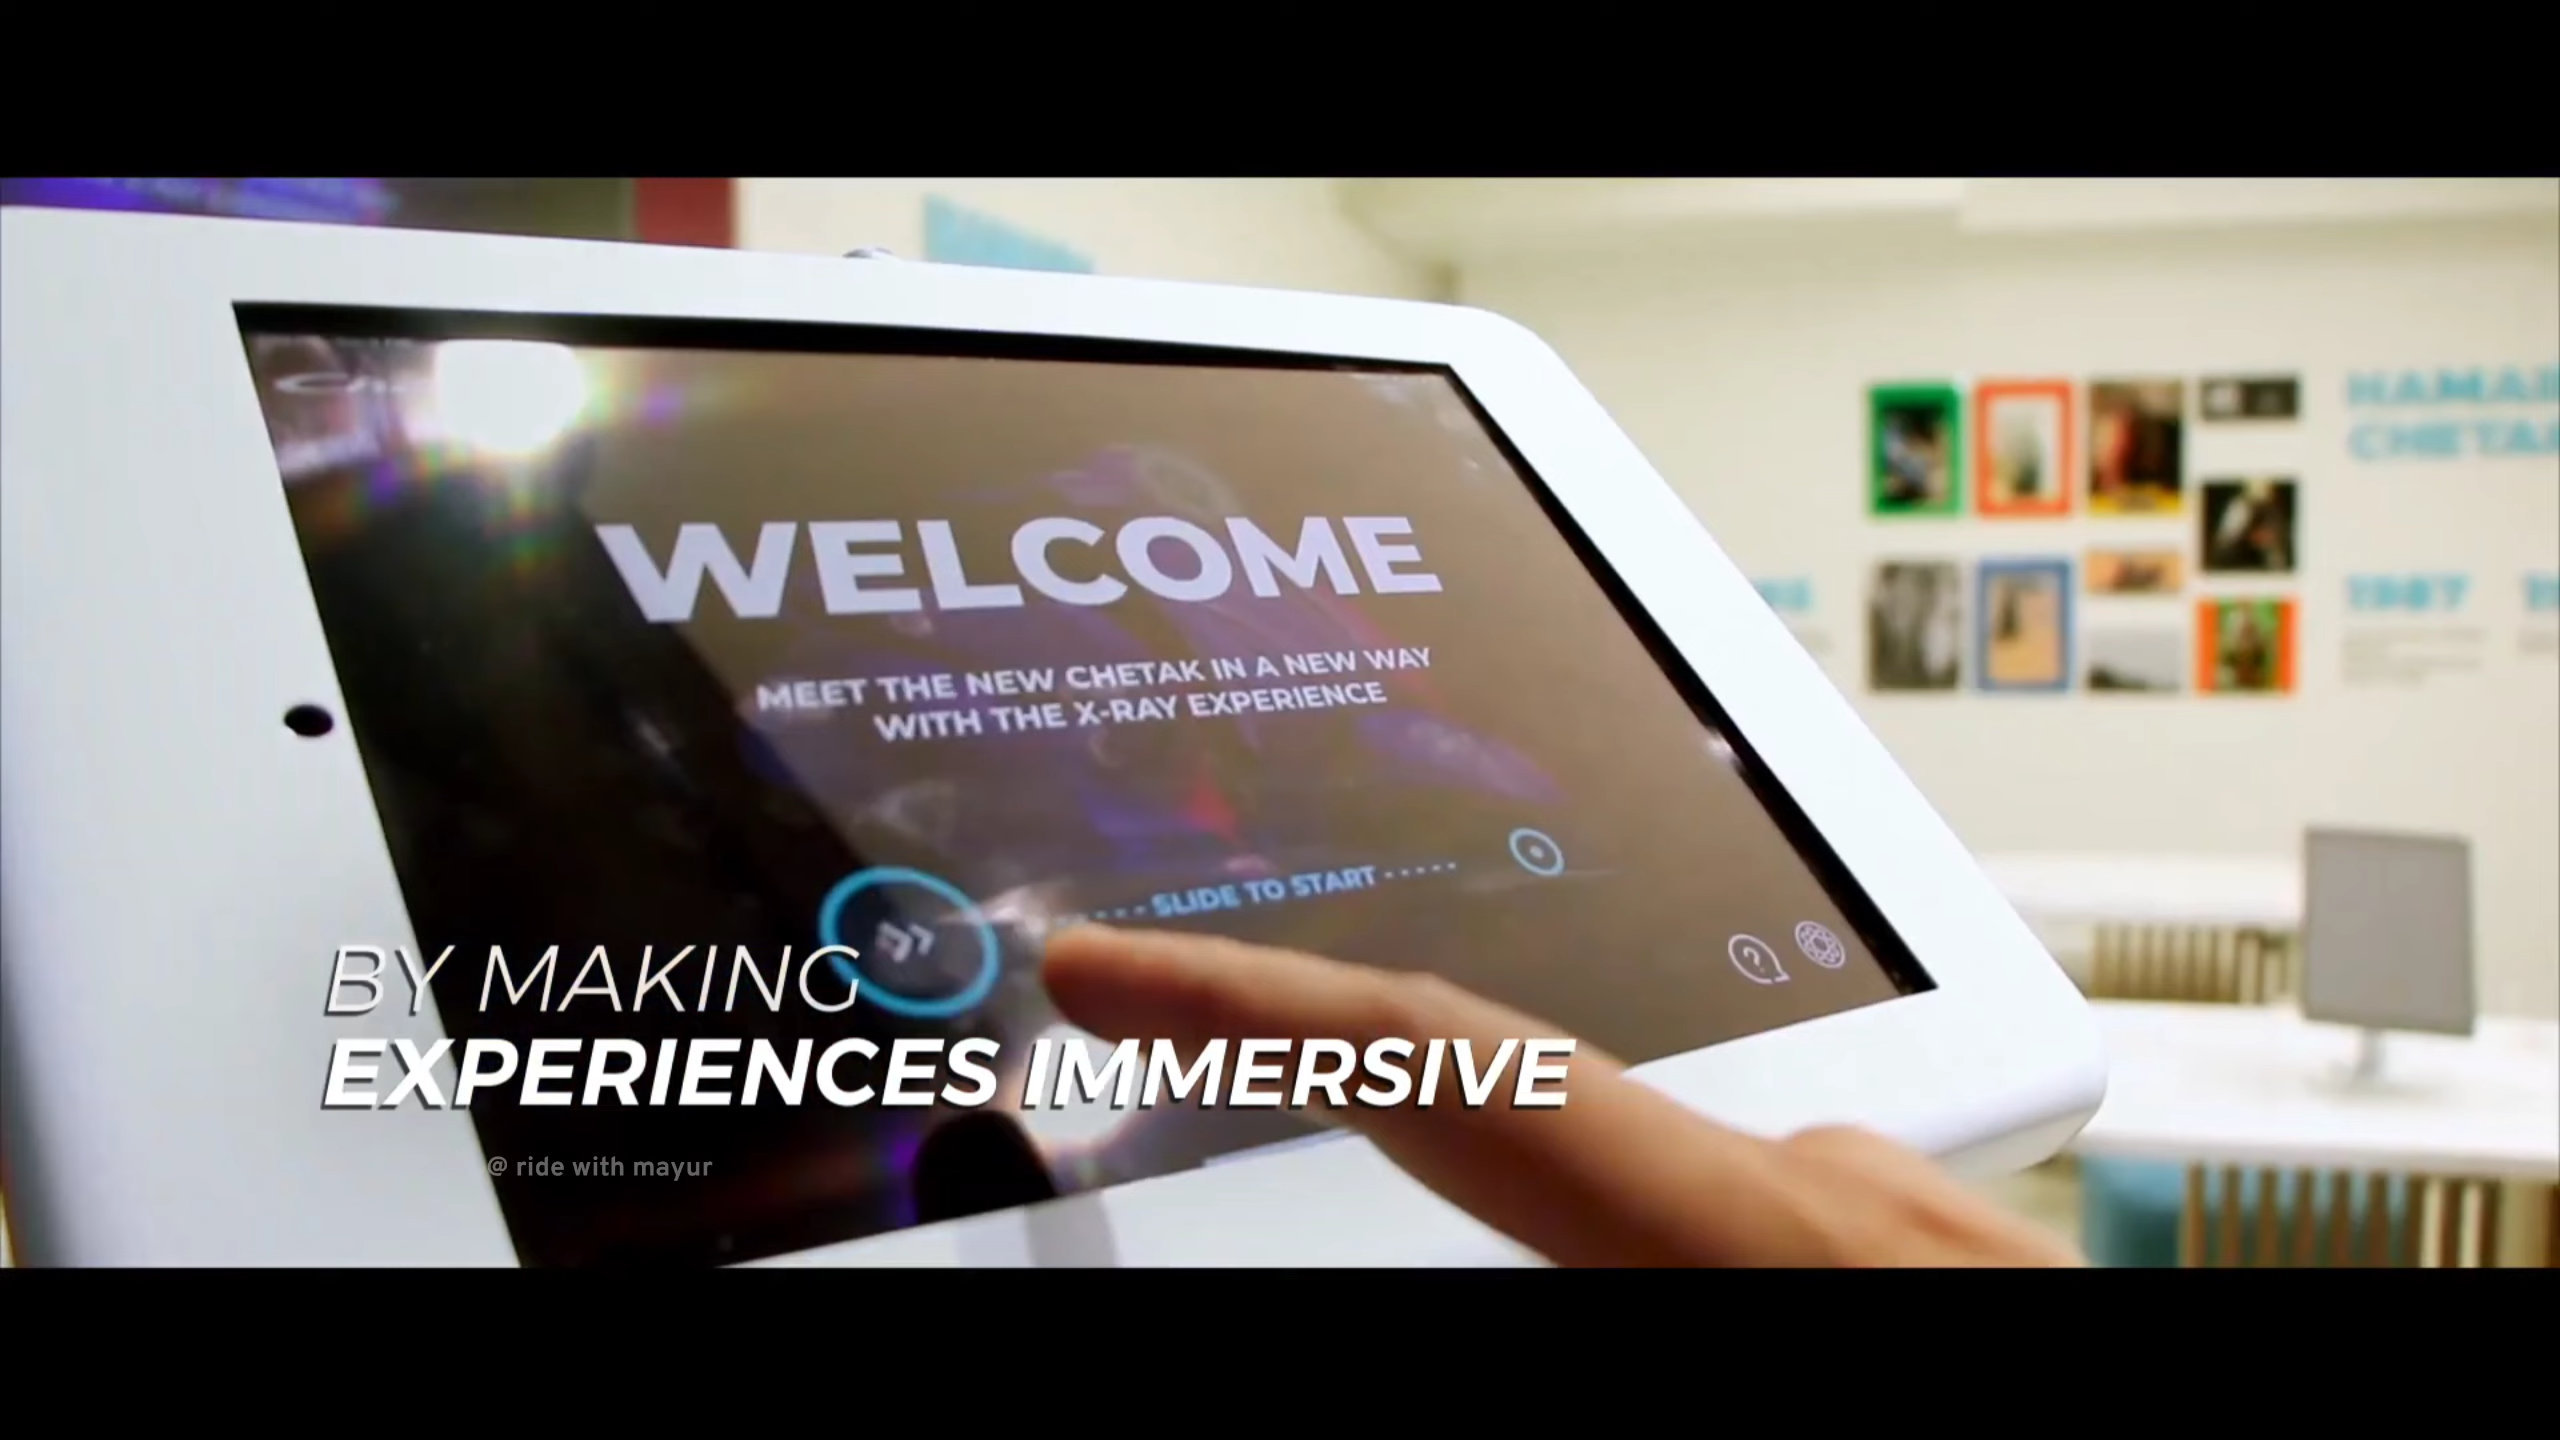 WELCOME
MEET THE NEW CHETAK IN A NEW WAY
WITH THE X-RAY EXPERIENCE
SLIDE TO START
?
BY MAKING
EXPERIENCES IMMERSIVE
@ ride with mayur
1987